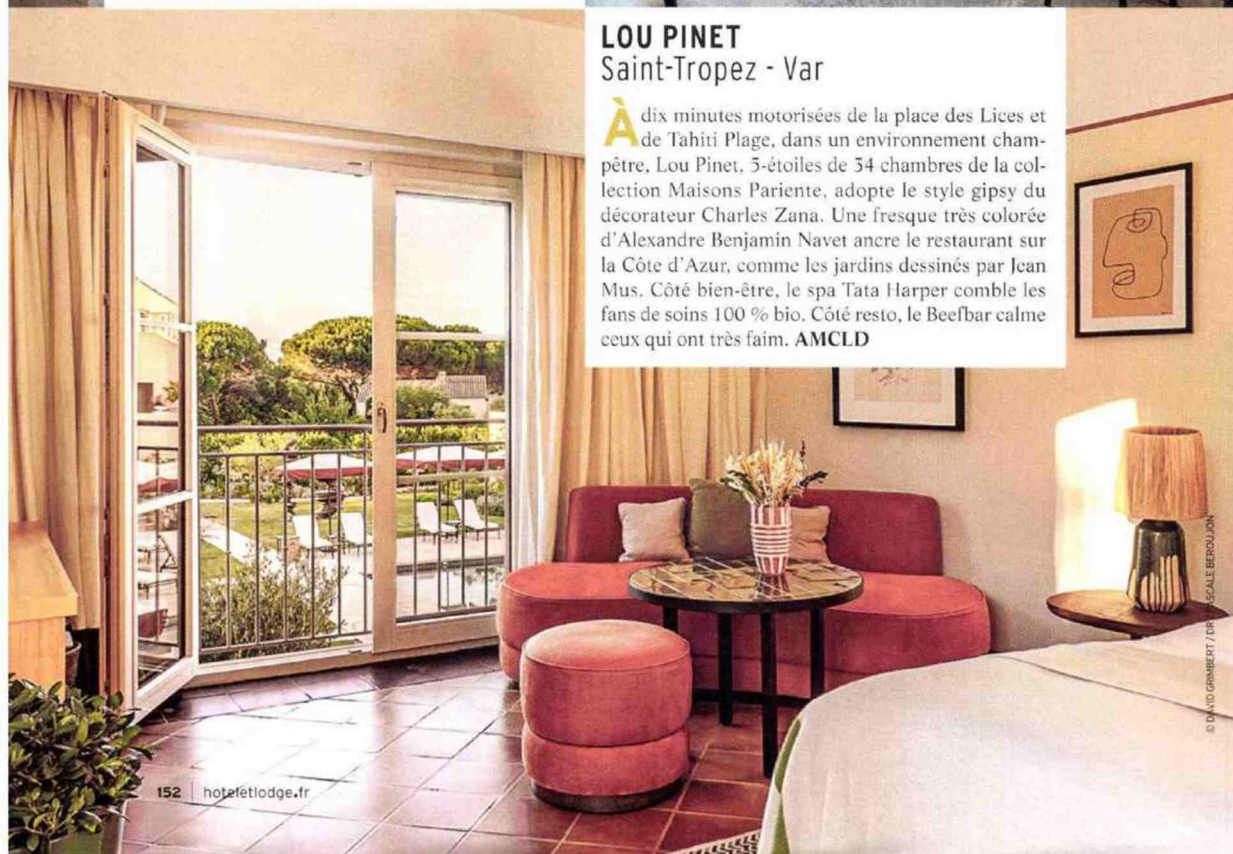 LOU PINET
Saint-Tropez - Var
À dix minutes motorisées de la place des Lices et
de Tahiti Plage, dans un environnement cham-
pêtre, Lou Pinet, 5-étoiles de 34 chambres de la col-
lection Maisons Pariente, adopte le style gipsy du
décorateur Charles Zana. Une fresque très colorée
d'Alexandre Benjamin Navet ancre le restaurant sur
la Côte d'Azur, comme les jardins dessinés par Jean
Mus. Côté bien-être, le spa Tata Harper comble les
fans de soins 100 % bio. Côté resto, le Beefbar calme
ceux qui ont très faim. AMCLD
© DAVID GRIMBERT / DR / PASCALE BEROUJON
152 | hoteletlodge.fr